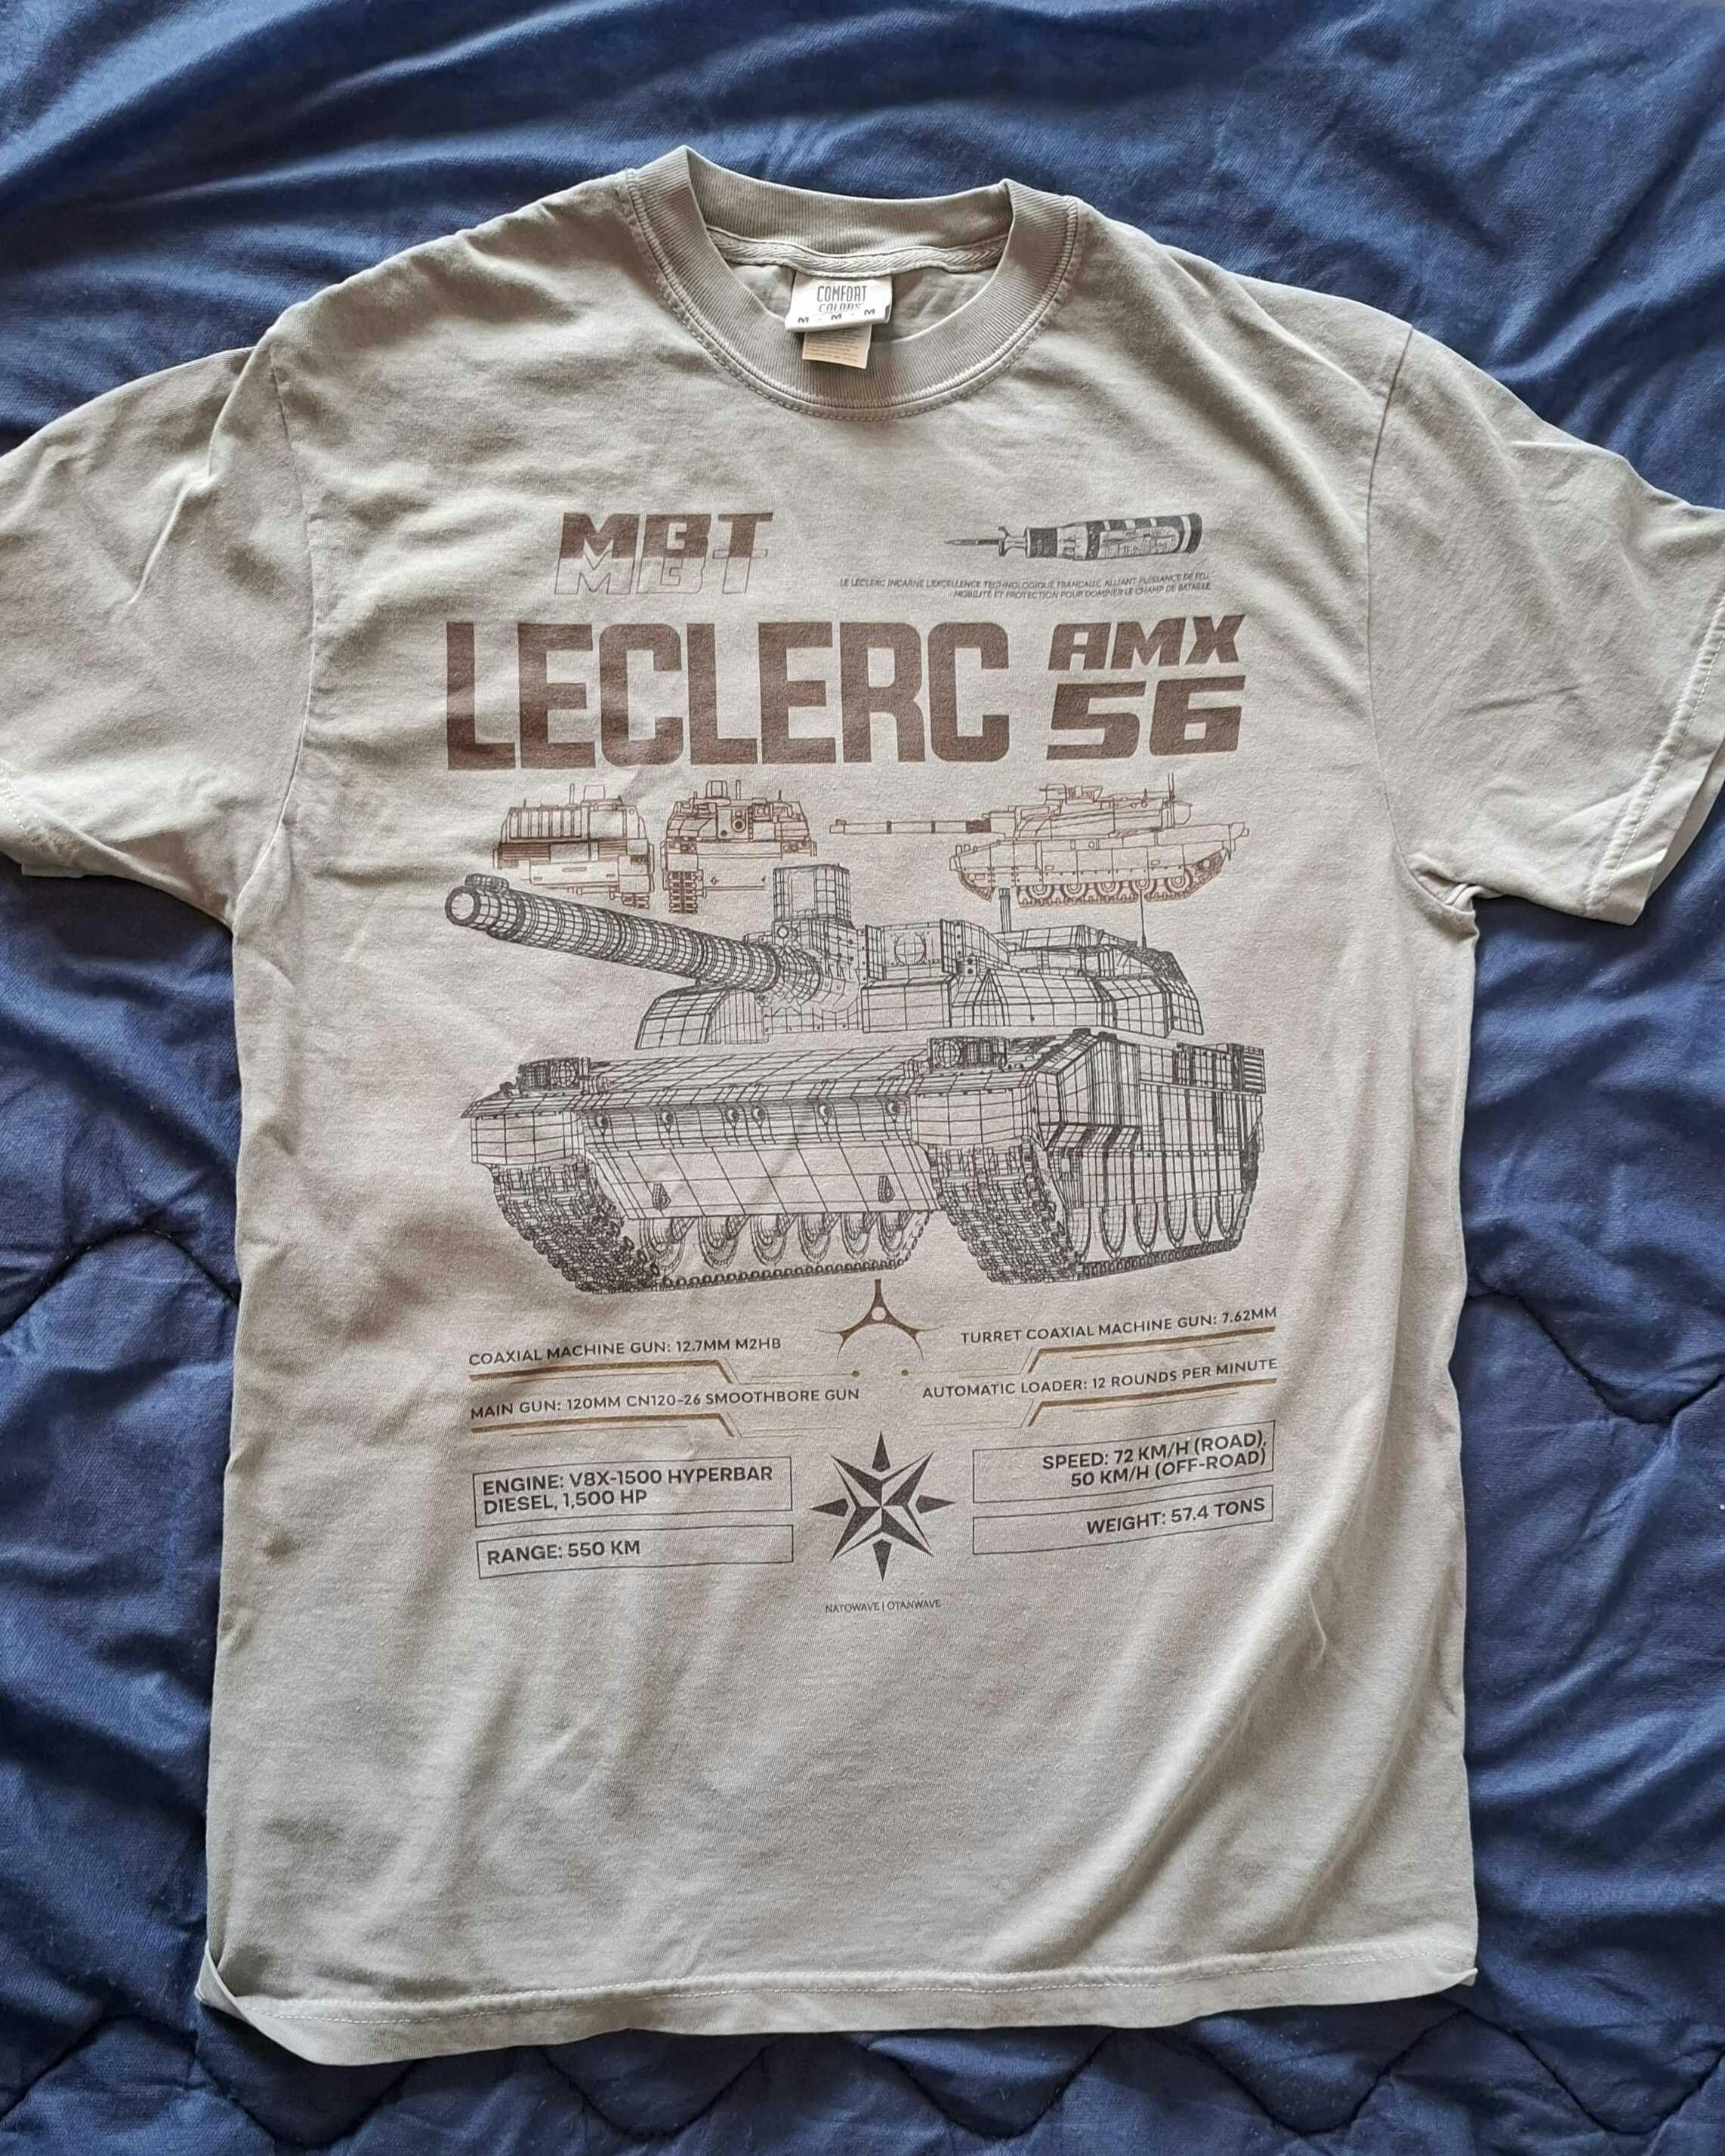 COMFORT
COLORS
M - M - M
MBT
MBT
LE LECLERC INCARNE L'EXCELLENCE TECHNOLOGIQUE FRANÇAISE, ALLIANT PUISSANCE DE FEU,
MOBILITÉ ET PROTECTION POUR DOMINER LE CHAMP DE BATAILLE.
LECLERC AMX
56
COAXIAL MACHINE GUN: 12.7MM M2HB
TURRET COAXIAL MACHINE GUN: 7.62MM
MAIN GUN: 120MM CN120-26 SMOOTHBORE GUN
AUTOMATIC LOADER: 12 ROUNDS PER MINUTE
ENGINE: V8X-1500 HYPERBAR
DIESEL, 1,500 HP
SPEED: 72 KM/H (ROAD),
50 KM/H (OFF-ROAD)
RANGE: 550 KM
WEIGHT: 57.4 TONS
NATOWAVE | OTANWAVE